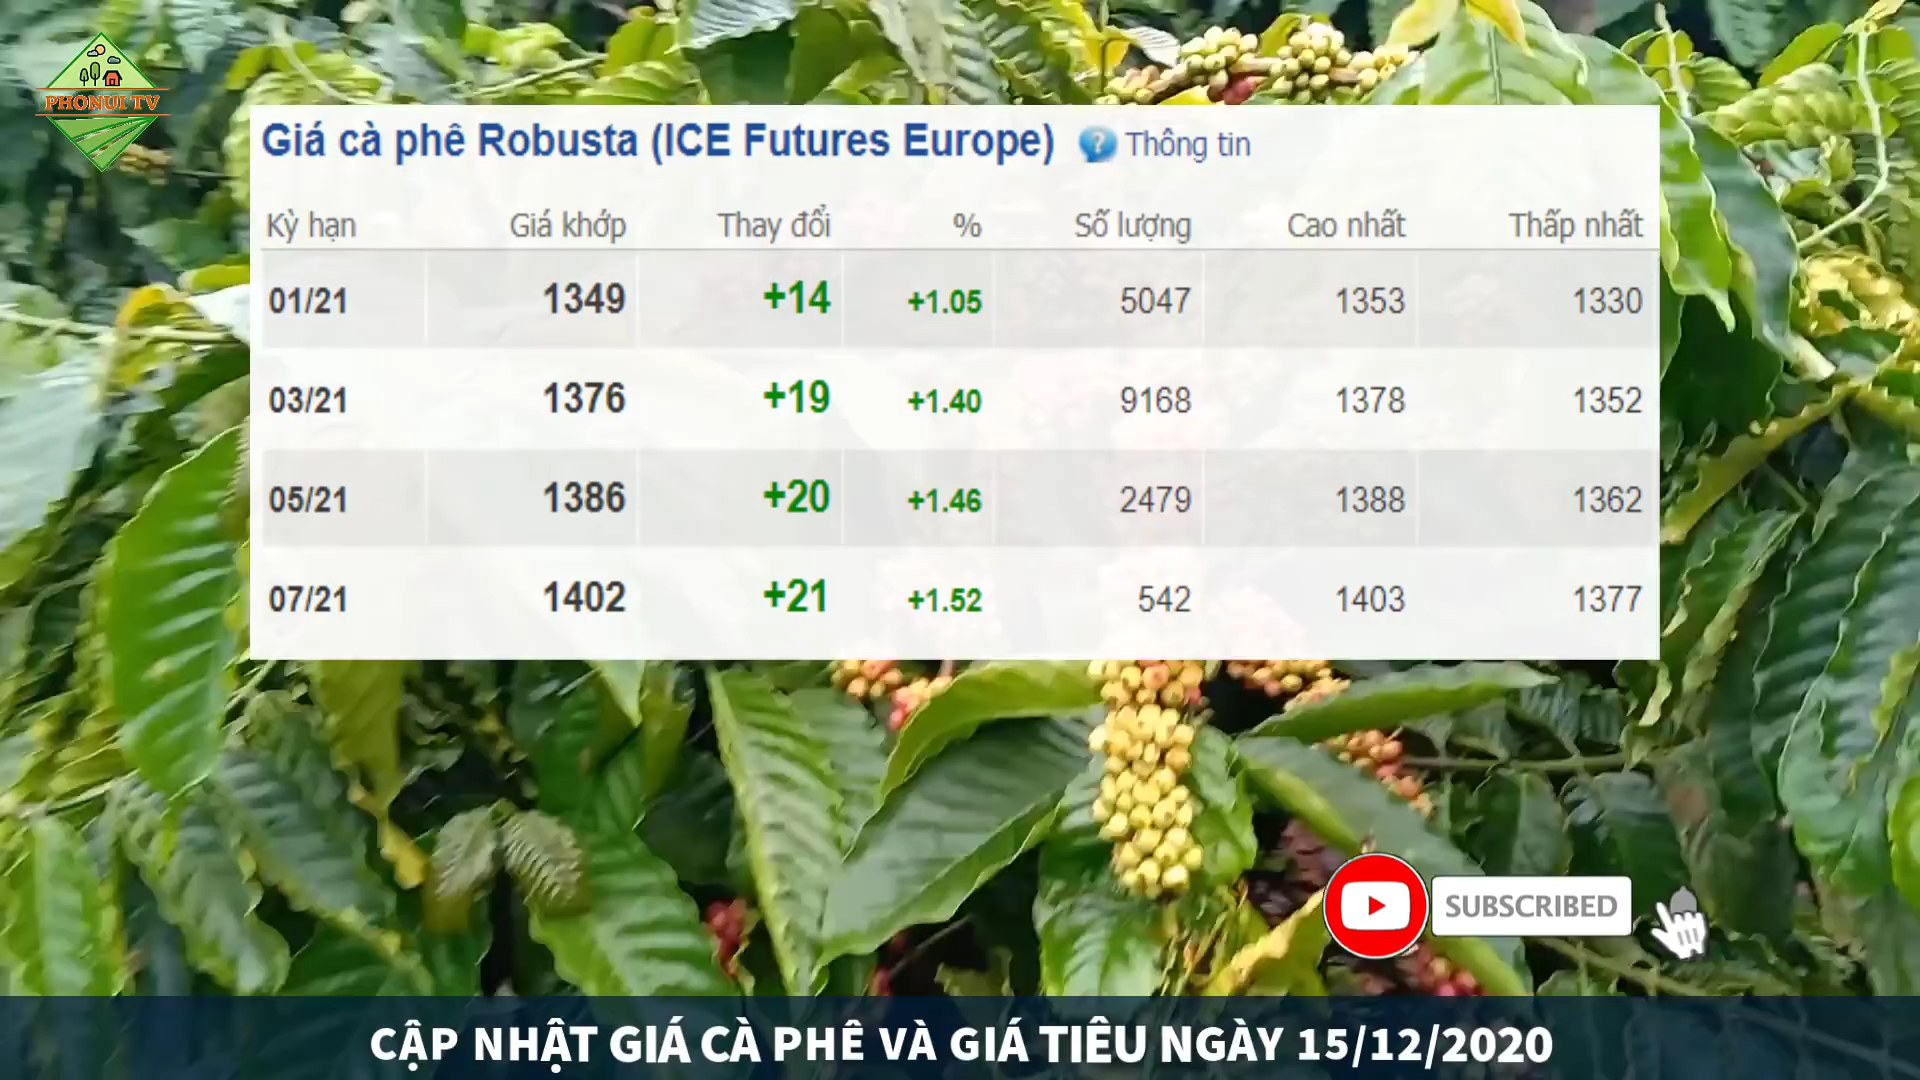 PHONUI TV
Giá cà phê Robusta (ICE Futures Europe) ? Thông tin
Kỳ hạn Giá khớp Thay đổi % Số lượng Cao nhất Thấp nhất
01/21 1349 +14 +1.05 5047 1353 1330
03/21 1376 +19 +1.40 9168 1378 1352
05/21 1386 +20 +1.46 2479 1388 1362
07/21 1402 +21 +1.52 542 1403 1377
SUBSCRIBED
CẬP NHẬT GIÁ CÀ PHÊ VÀ GIÁ TIÊU NGÀY 15/12/2020